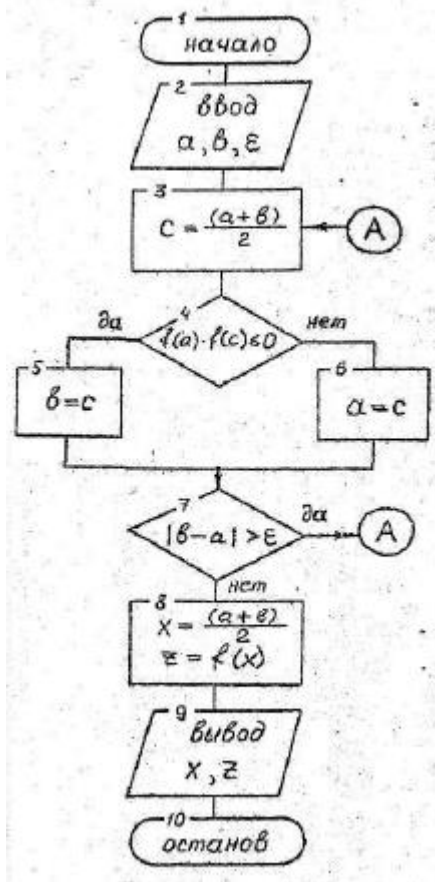 1
начало
2
ввод
a, в, ε
3
C = (a+в)/2
A
4
да
f(a)·f(c)≤0
нет
5
в=c
6
a=c
7
|в-a|>ε
да
A
нет
8
x = (a+в)/2
z = f(x)
9
вывод
x, z
10
останов